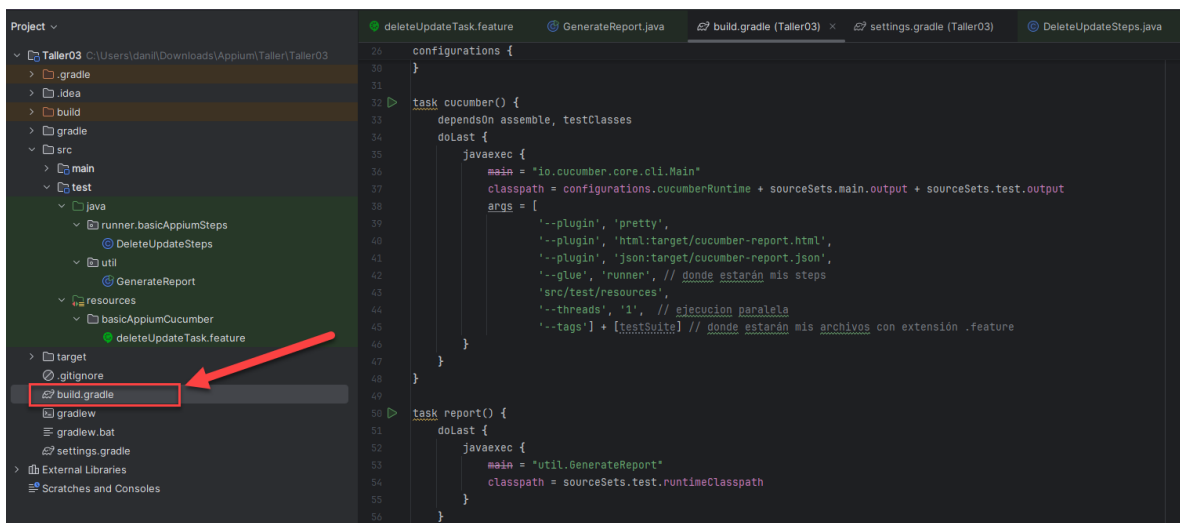 Project
Taller03 C:\Users\danil\Downloads\Appium\Taller\Taller03
.gradle
.idea
build
gradle
src
main
test
java
runner.basicAppiumSteps
DeleteUpdateSteps
util
GenerateReport
resources
basicAppiumCucumber
deleteUpdateTask.feature
target
.gitignore
build.gradle
gradlew
gradlew.bat
settings.gradle
External Libraries
Scratches and Consoles
deleteUpdateTask.feature GenerateReport.java build.gradle (Taller03) settings.gradle (Taller03) DeleteUpdateSteps.java
26 configurations {
30 }
31
32 task cucumber() {
33 dependsOn assemble, testClasses
34 doLast {
35 javaexec {
36 main = "io.cucumber.core.cli.Main"
37 classpath = configurations.cucumberRuntime + sourceSets.main.output + sourceSets.test.output
38 args = [
39 '--plugin', 'pretty',
40 '--plugin', 'html:target/cucumber-report.html',
41 '--plugin', 'json:target/cucumber-report.json',
42 '--glue', 'runner', // donde estarán mis steps
43 'src/test/resources',
44 '--threads', '1', // ejecucion paralela
45 '--tags'] + [testSuite] // donde estarán mis archivos con extensión .feature
46 }
47 }
48 }
49
50 task report() {
51 doLast {
52 javaexec {
53 main = "util.GenerateReport"
54 classpath = sourceSets.test.runtimeClasspath
55 }
56 }